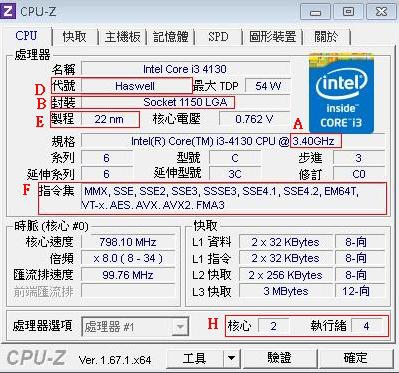 CPU-Z
CPU 快取 主機板 記憶體 SPD 圖形裝置 關於
處理器
名稱 Intel Core i3 4130
D 代號 Haswell 最大 TDP 54 W
B 封裝 Socket 1150 LGA
E 製程 22 nm 核心電壓 0.762 V
intel inside CORE i3
A
規格 Intel(R) Core(TM) i3-4130 CPU @ 3.40GHz
系列 6 型號 C 步進 3
延伸系列 6 延伸型號 3C 修訂 C0
F 指令集 MMX, SSE, SSE2, SSE3, SSSE3, SSE4.1, SSE4.2, EM64T,
VT-x, AES, AVX, AVX2, FMA3
時脈 (核心 #0) 快取
核心速度 798.10 MHz L1 資料 2 x 32 KBytes 8-向
倍頻 x 8.0 ( 8 - 34 ) L1 指令 2 x 32 KBytes 8-向
匯流排速度 99.76 MHz L2 快取 2 x 256 KBytes 8-向
前端匯流排 L3 快取 3 MBytes 12-向
處理器選項 處理器 #1 H 核心 2 執行緒 4
CPU-Z Ver. 1.67.1.x64 工具 驗證 確定